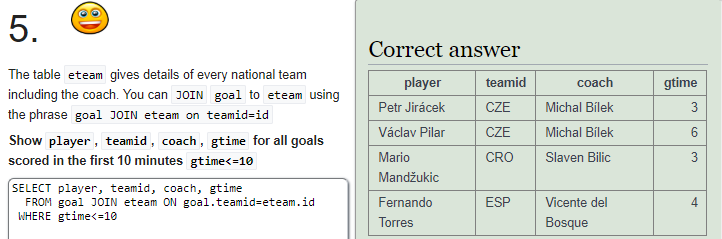 5.
The table eteam gives details of every national team
including the coach. You can JOIN goal to eteam using
the phrase goal JOIN eteam on teamid=id
Show player, teamid, coach, gtime for all goals
scored in the first 10 minutes gtime<=10
SELECT player, teamid, coach, gtime
FROM goal JOIN eteam ON goal.teamid=eteam.id
WHERE gtime<=10
Correct answer
player teamid coach gtime
Petr Jirácek CZE Michal Bílek 3
Václav Pilar CZE Michal Bílek 6
Mario CRO Slaven Bilic 3
Mandžukic
Fernando ESP Vicente del 4
Torres Bosque